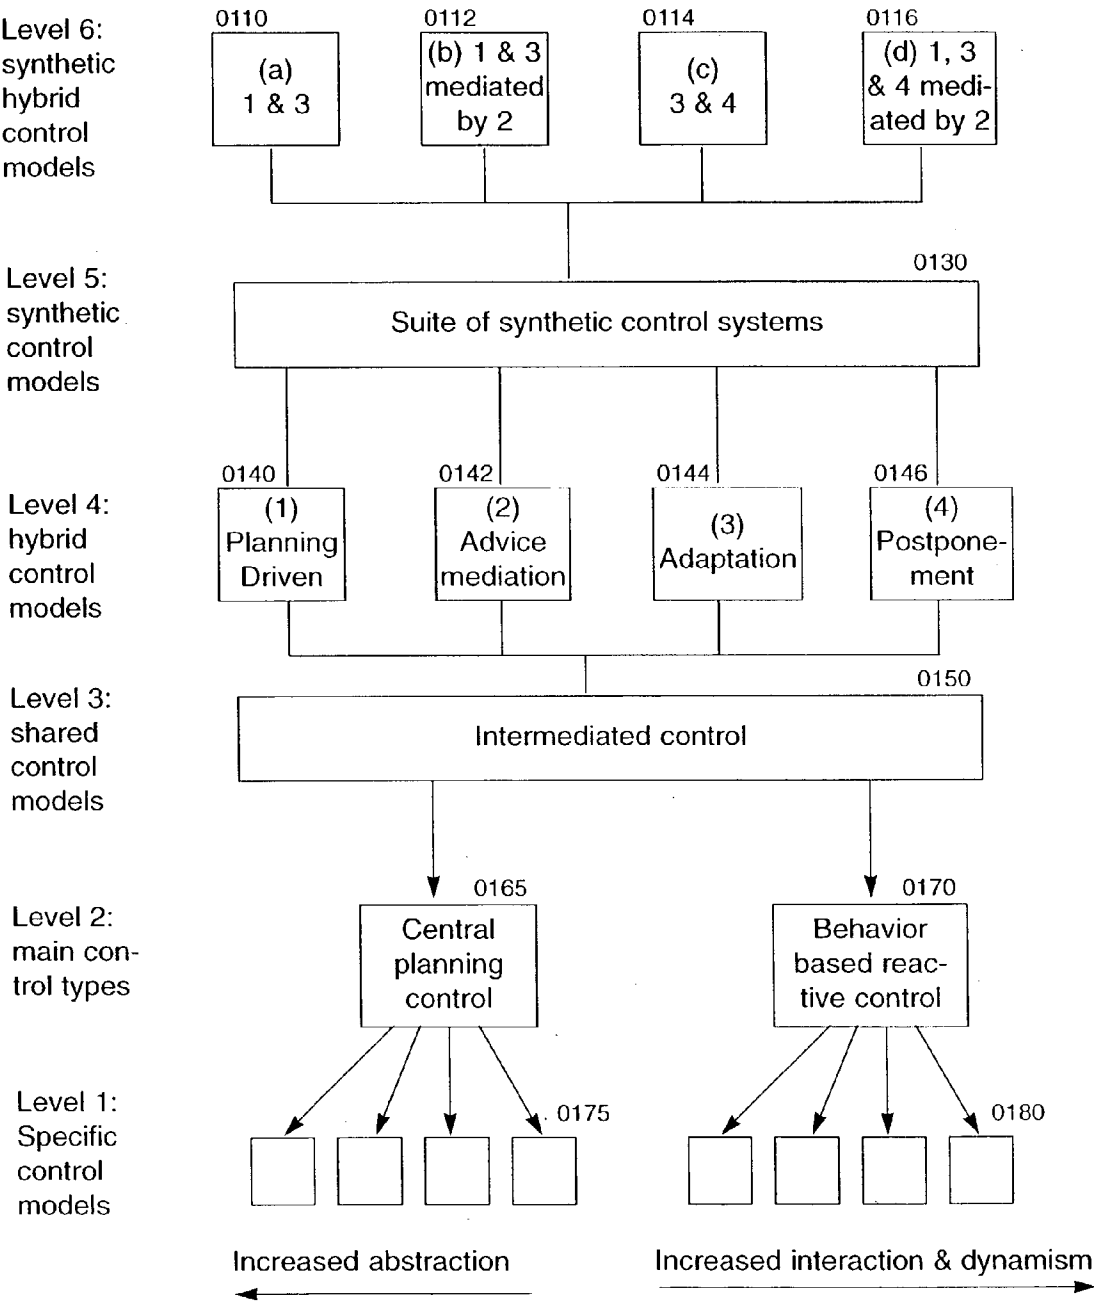 Level 6:
synthetic
hybrid
control
models
0110
(a)
1 & 3
0112
(b) 1 & 3
mediated
by 2
0114
(c)
3 & 4
0116
(d) 1, 3
& 4 medi-
ated by 2
Level 5:
synthetic
control
models
0130
Suite of synthetic control systems
Level 4:
hybrid
control
models
0140
(1)
Planning
Driven
0142
(2)
Advice
mediation
0144
(3)
Adaptation
0146
(4)
Postpone-
ment
Level 3:
shared
control
models
0150
Intermediated control
Level 2:
main con-
trol types
0165
Central
planning
control
0170
Behavior
based reac-
tive control
Level 1:
Specific
control
models
0175
0180
Increased abstraction
Increased interaction & dynamism